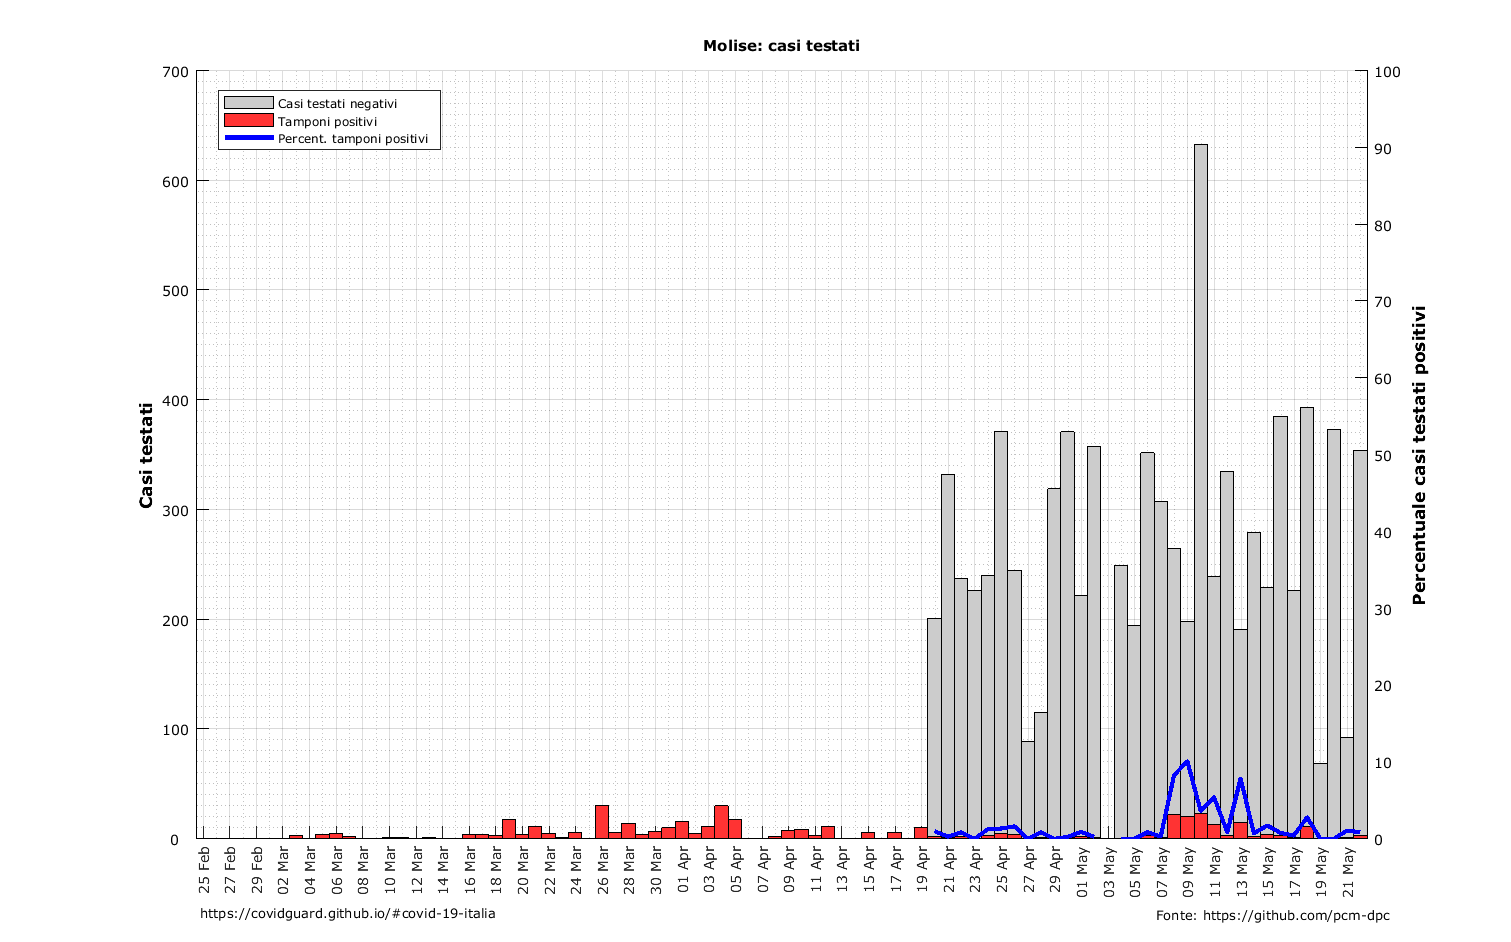 Molise: casi testati
Casi testati negativi
Tamponi positivi
Percent. tamponi positivi
Casi testati
700
600
500
400
300
200
100
0
Percentuale casi testati positivi
100
90
80
70
60
50
40
30
20
10
0
25 Feb
27 Feb
29 Feb
02 Mar
04 Mar
06 Mar
08 Mar
10 Mar
12 Mar
14 Mar
16 Mar
18 Mar
20 Mar
22 Mar
24 Mar
26 Mar
28 Mar
30 Mar
01 Apr
03 Apr
05 Apr
07 Apr
09 Apr
11 Apr
13 Apr
15 Apr
17 Apr
19 Apr
21 Apr
23 Apr
25 Apr
27 Apr
29 Apr
01 May
03 May
05 May
07 May
09 May
11 May
13 May
15 May
17 May
19 May
21 May
https://covidguard.github.io/#covid-19-italia
Fonte: https://github.com/pcm-dpc